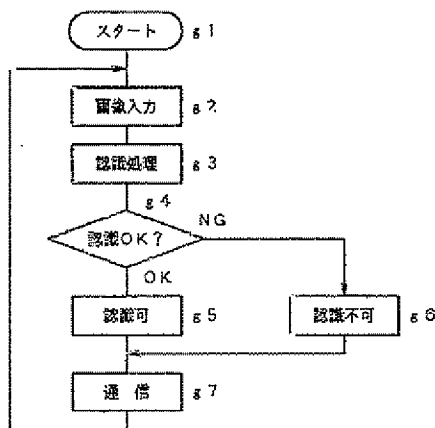 スタート g1
画像入力 g2
認識処理 g3
g4
認識OK? NG
OK
認識可 g5 認識不可 g6
通信 g7